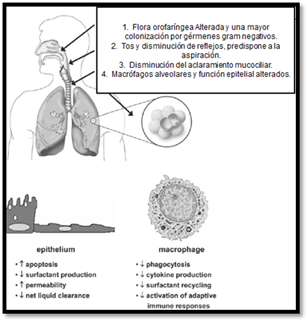 1. Flora orofaríngea Alterada y una mayor
colonización por gérmenes gram negativos.
2. Tos y disminución de reflejos, predispone a la
aspiración.
3. Disminución del aclaramiento mucociliar.
4. Macrófagos alveolares y función epitelial alterados.
epithelium
• ↑ apoptosis
• ↓ surfactant production
• ↑ permeability
• ↓ net liquid clearance
macrophage
• ↓ phagocytosis
• ↓ cytokine production
• ↓ surfactant recycling
• ↓ activation of adaptive
immune responses